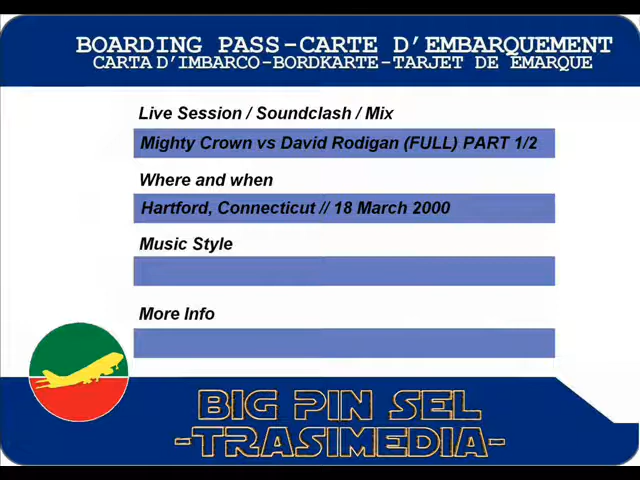 BOARDING PASS-CARTE D'EMBARQUEMENT
CARTA D'IMBARCO-BORDKARTE-TARJET DE EMARQUE
Live Session / Soundclash / Mix
Mighty Crown vs David Rodigan (FULL) PART 1/2
Where and when
Hartford, Connecticut // 18 March 2000
Music Style
More Info
BIG PIN SEL
-TRASIMEDIA-